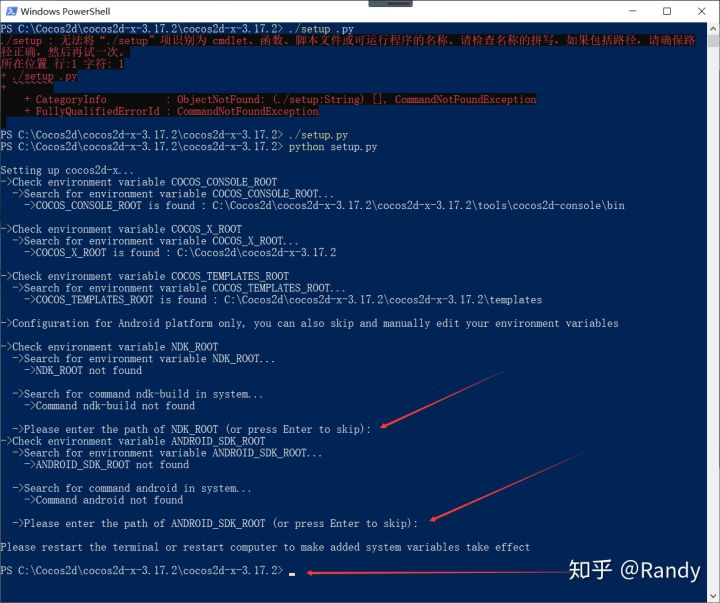 Windows PowerShell
PS C:\Cocos2d\cocos2d-x-3.17.2\cocos2d-x-3.17.2> ./setup .py
./setup : 无法将“./setup”项识别为 cmdlet、函数、脚本文件或可运行程序的名称。请检查名称的拼写，如果包括路径，请确保路
径正确，然后再试一次。
所在位置 行:1 字符: 1
+ ./setup .py
+ ~~~~~~~
    + CategoryInfo          : ObjectNotFound: (./setup:String) [], CommandNotFoundException
    + FullyQualifiedErrorId : CommandNotFoundException
PS C:\Cocos2d\cocos2d-x-3.17.2\cocos2d-x-3.17.2> ./setup.py
PS C:\Cocos2d\cocos2d-x-3.17.2\cocos2d-x-3.17.2> python setup.py
Setting up cocos2d-x...
->Check environment variable COCOS_CONSOLE_ROOT
  ->Search for environment variable COCOS_CONSOLE_ROOT...
    ->COCOS_CONSOLE_ROOT is found : C:\Cocos2d\cocos2d-x-3.17.2\cocos2d-x-3.17.2\tools\cocos2d-console\bin
->Check environment variable COCOS_X_ROOT
  ->Search for environment variable COCOS_X_ROOT...
    ->COCOS_X_ROOT is found : C:\Cocos2d\cocos2d-x-3.17.2
->Check environment variable COCOS_TEMPLATES_ROOT
  ->Search for environment variable COCOS_TEMPLATES_ROOT...
    ->COCOS_TEMPLATES_ROOT is found : C:\Cocos2d\cocos2d-x-3.17.2\cocos2d-x-3.17.2\templates
->Configuration for Android platform only, you can also skip and manually edit your environment variables
->Check environment variable NDK_ROOT
  ->Search for environment variable NDK_ROOT...
    ->NDK_ROOT not found
  ->Search for command ndk-build in system...
    ->Command ndk-build not found
  ->Please enter the path of NDK_ROOT (or press Enter to skip):
->Check environment variable ANDROID_SDK_ROOT
  ->Search for environment variable ANDROID_SDK_ROOT...
    ->ANDROID_SDK_ROOT not found
  ->Search for command android in system...
    ->Command android not found
  ->Please enter the path of ANDROID_SDK_ROOT (or press Enter to skip):
Please restart the terminal or restart computer to make added system variables take effect
PS C:\Cocos2d\cocos2d-x-3.17.2\cocos2d-x-3.17.2> _
知乎 @Randy